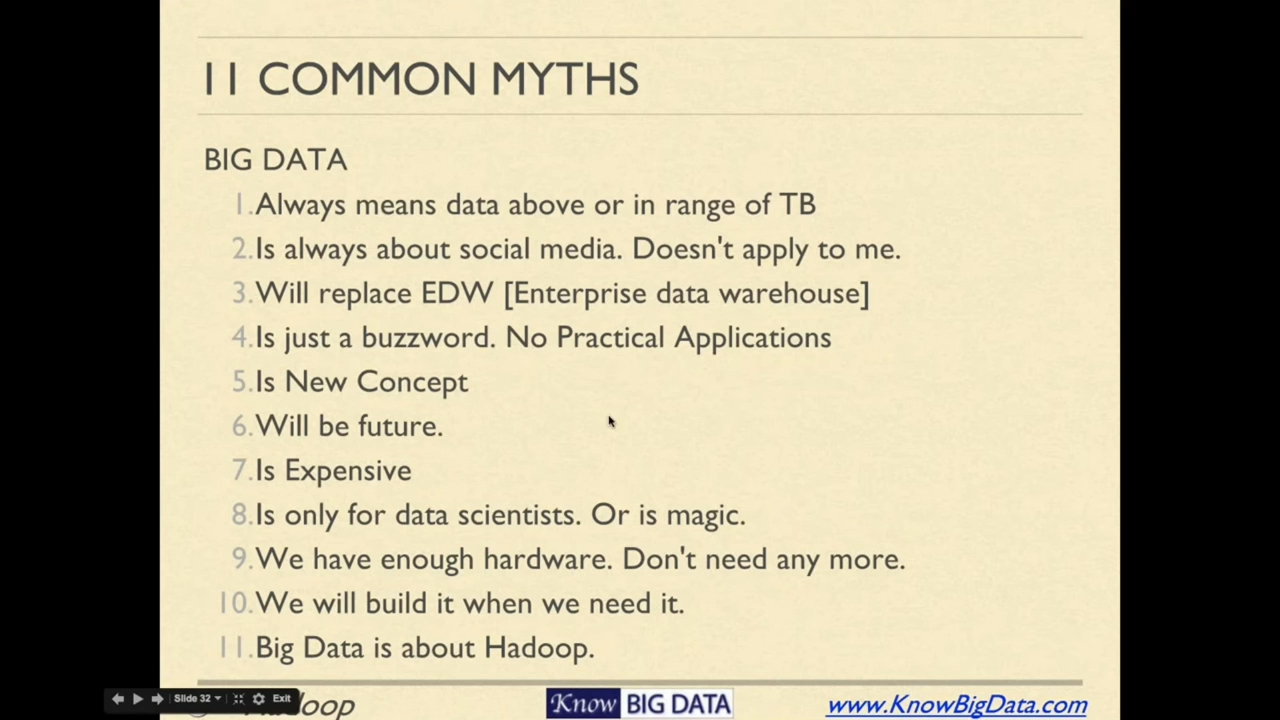 11 COMMON MYTHS
BIG DATA
1.Always means data above or in range of TB
2.Is always about social media. Doesn't apply to me.
3.Will replace EDW [Enterprise data warehouse]
4.Is just a buzzword. No Practical Applications
5.Is New Concept
6.Will be future.
7.Is Expensive
8.Is only for data scientists. Or is magic.
9.We have enough hardware. Don't need any more.
10.We will build it when we need it.
11.Big Data is about Hadoop.
Slide 32 Exit
Know BIG DATA
www.KnowBigData.com